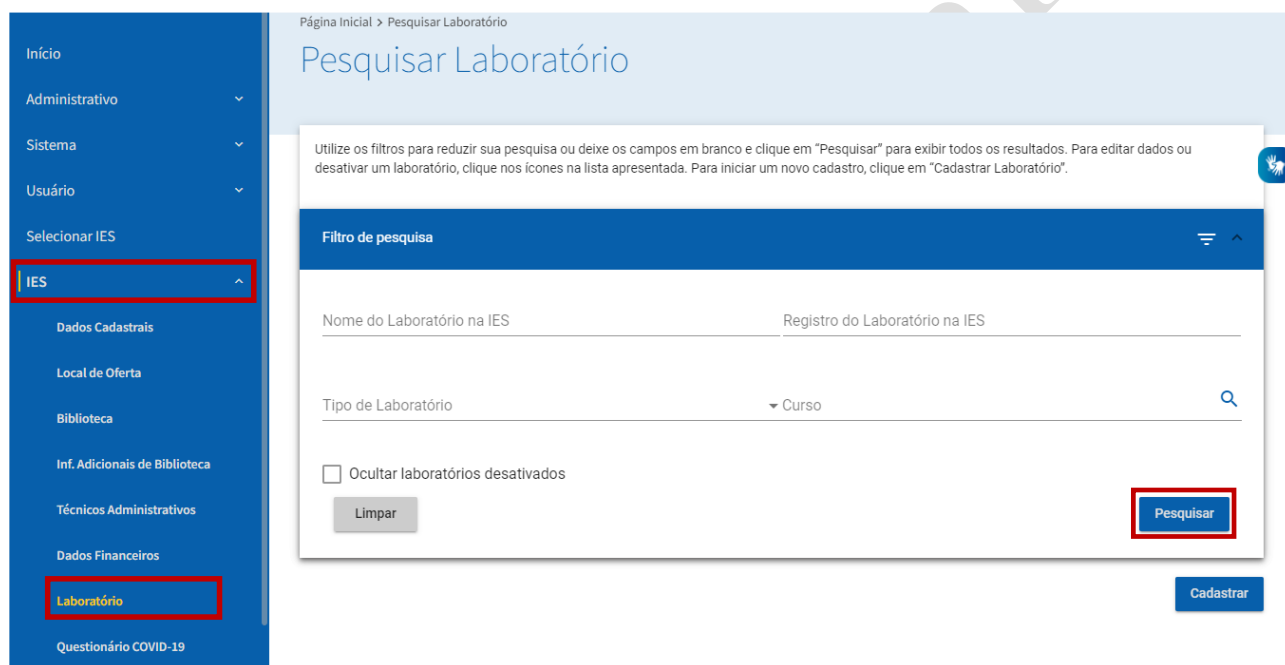 Início
Administrativo
Sistema
Usuário
Selecionar IES
IES
Dados Cadastrais
Local de Oferta
Biblioteca
Inf. Adicionais de Biblioteca
Técnicos Administrativos
Dados Financeiros
Laboratório
Questionário COVID-19
Página Inicial > Pesquisar Laboratório
Pesquisar Laboratório
Utilize os filtros para reduzir sua pesquisa ou deixe os campos em branco e clique em “Pesquisar” para exibir todos os resultados. Para editar dados ou
desativar um laboratório, clique nos ícones na lista apresentada. Para iniciar um novo cadastro, clique em “Cadastrar Laboratório”.
Filtro de pesquisa
Nome do Laboratório na IES
Registro do Laboratório na IES
Tipo de Laboratório
Curso
Ocultar laboratórios desativados
Limpar
Pesquisar
Cadastrar